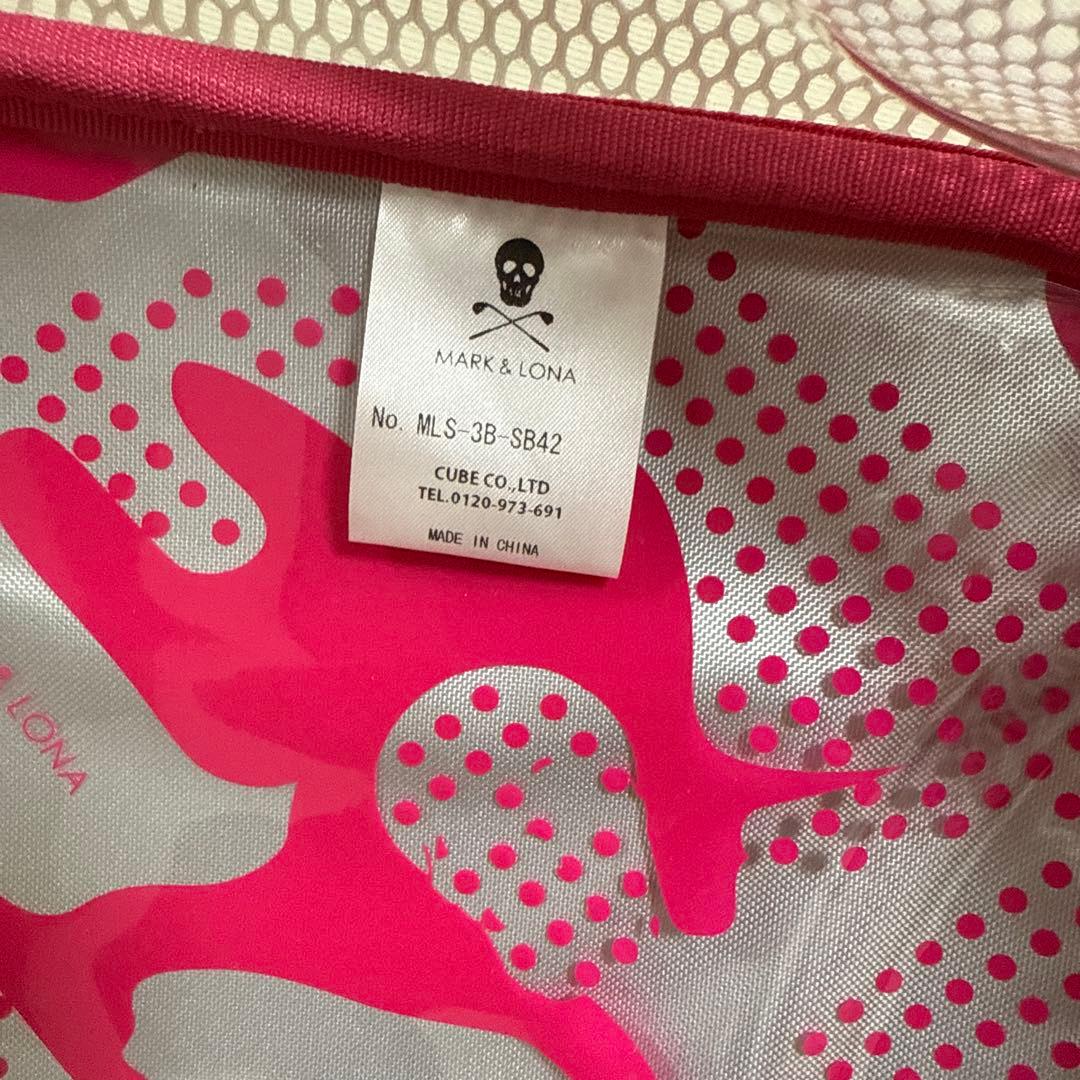 MARK & LONA
No. MLS-3B-SB42
CUBE CO.,LTD
TEL.0120-973-691
MADE IN CHINA
& LONA